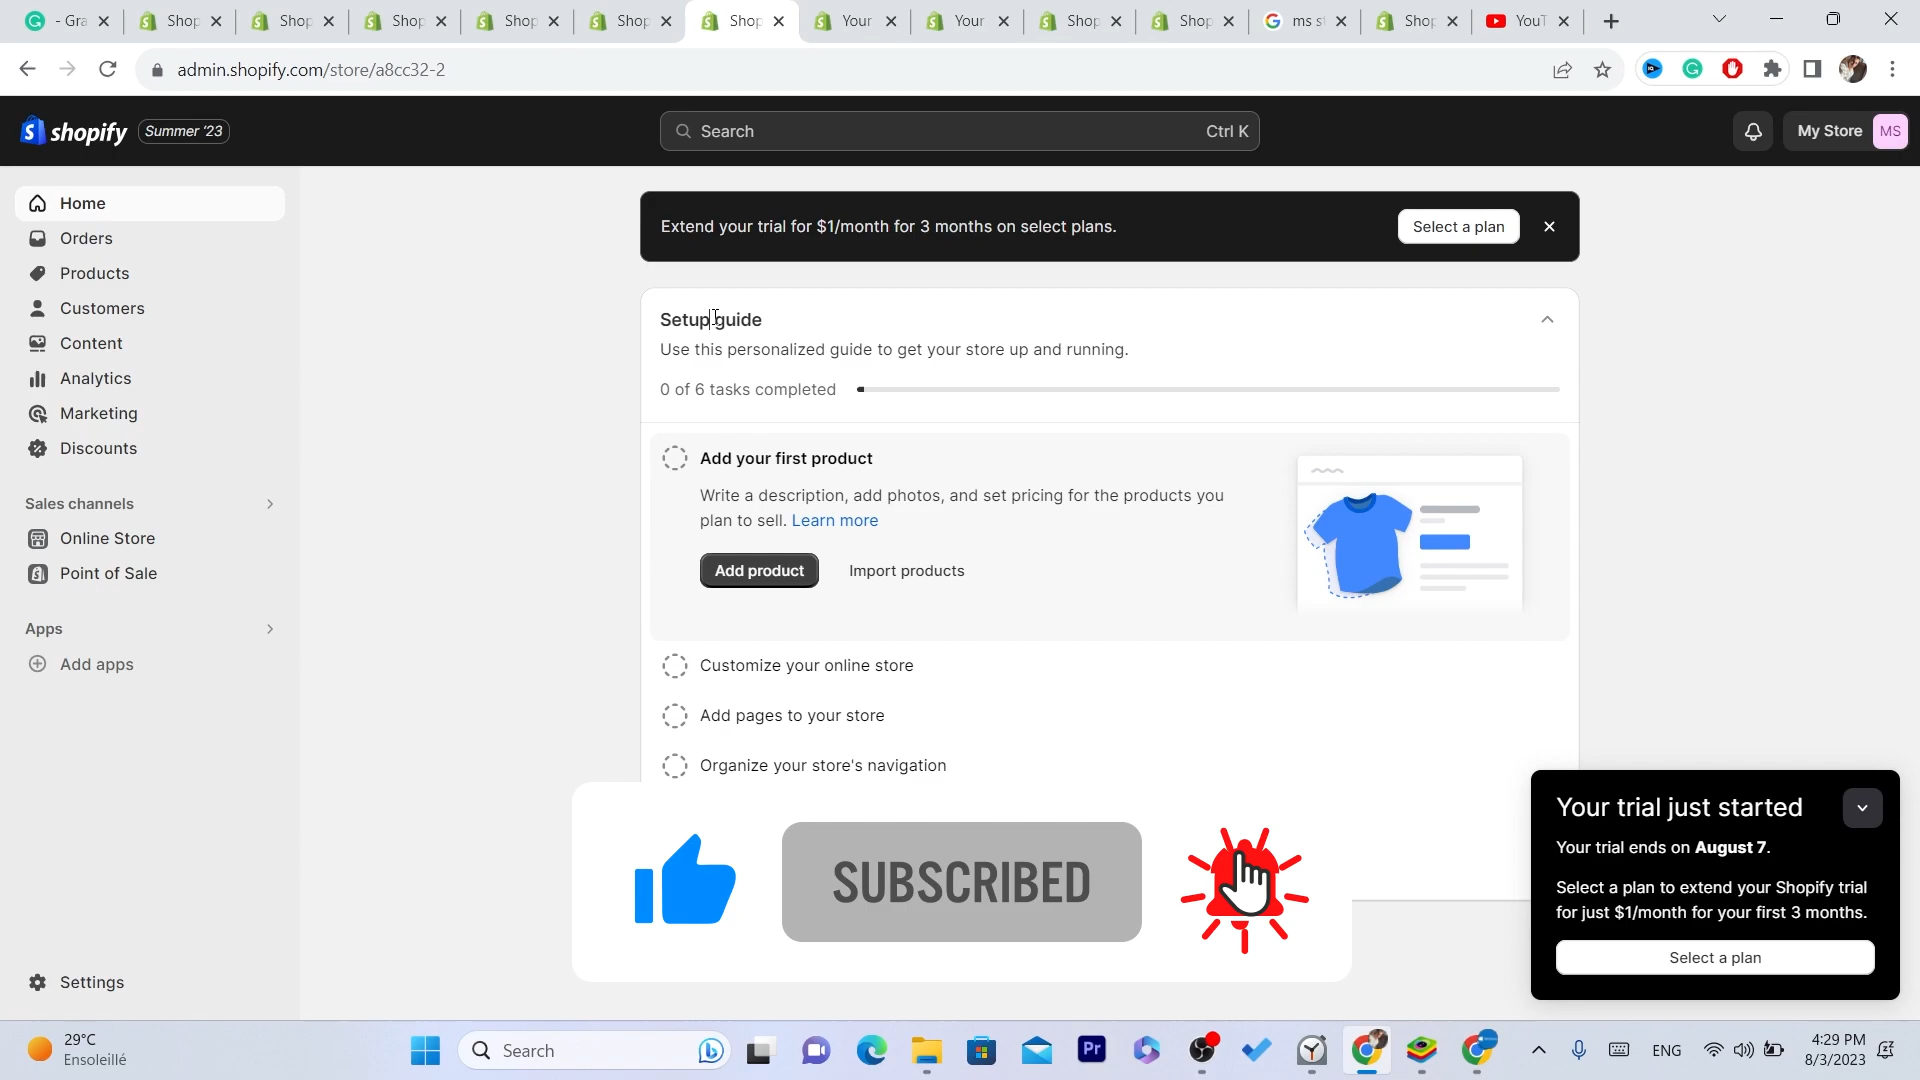 - Gra
Shop
Shop
Shop
Shop
Shop
Shop
Your
Your
Shop
Shop
ms s
Shop
YouT
admin.shopify.com/store/a8cc32-2
shopify
Summer '23
Search
Ctrl K
My Store
MS
Home
Orders
Products
Customers
Content
Analytics
Marketing
Discounts
Sales channels
Online Store
Point of Sale
Apps
Add apps
Settings
Extend your trial for $1/month for 3 months on select plans.
Select a plan
Setup guide
Use this personalized guide to get your store up and running.
0 of 6 tasks completed
Add your first product
Write a description, add photos, and set pricing for the products you
plan to sell. Learn more
Add product
Import products
Customize your online store
Add pages to your store
Organize your store's navigation
SUBSCRIBED
Your trial just started
Your trial ends on August 7.
Select a plan to extend your Shopify trial
for just $1/month for your first 3 months.
Select a plan
29°C
Ensoleillé
Search
Pr
ENG
4:29 PM
8/3/2023